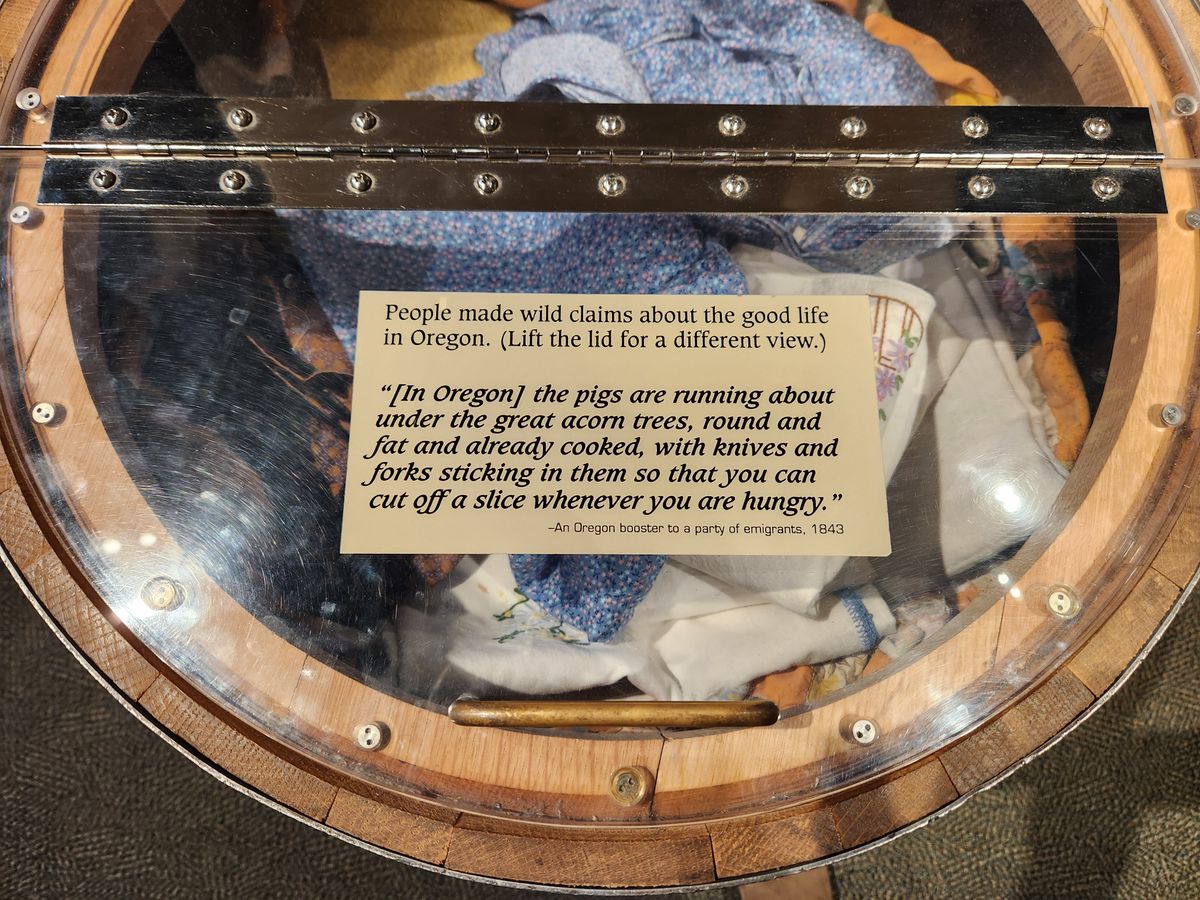 People made wild claims about the good life
in Oregon. (Lift the lid for a different view.)
“[In Oregon] the pigs are running about
under the great acorn trees, round and
fat and already cooked, with knives and
forks sticking in them so that you can
cut off a slice whenever you are hungry.”
–An Oregon booster to a party of emigrants, 1843